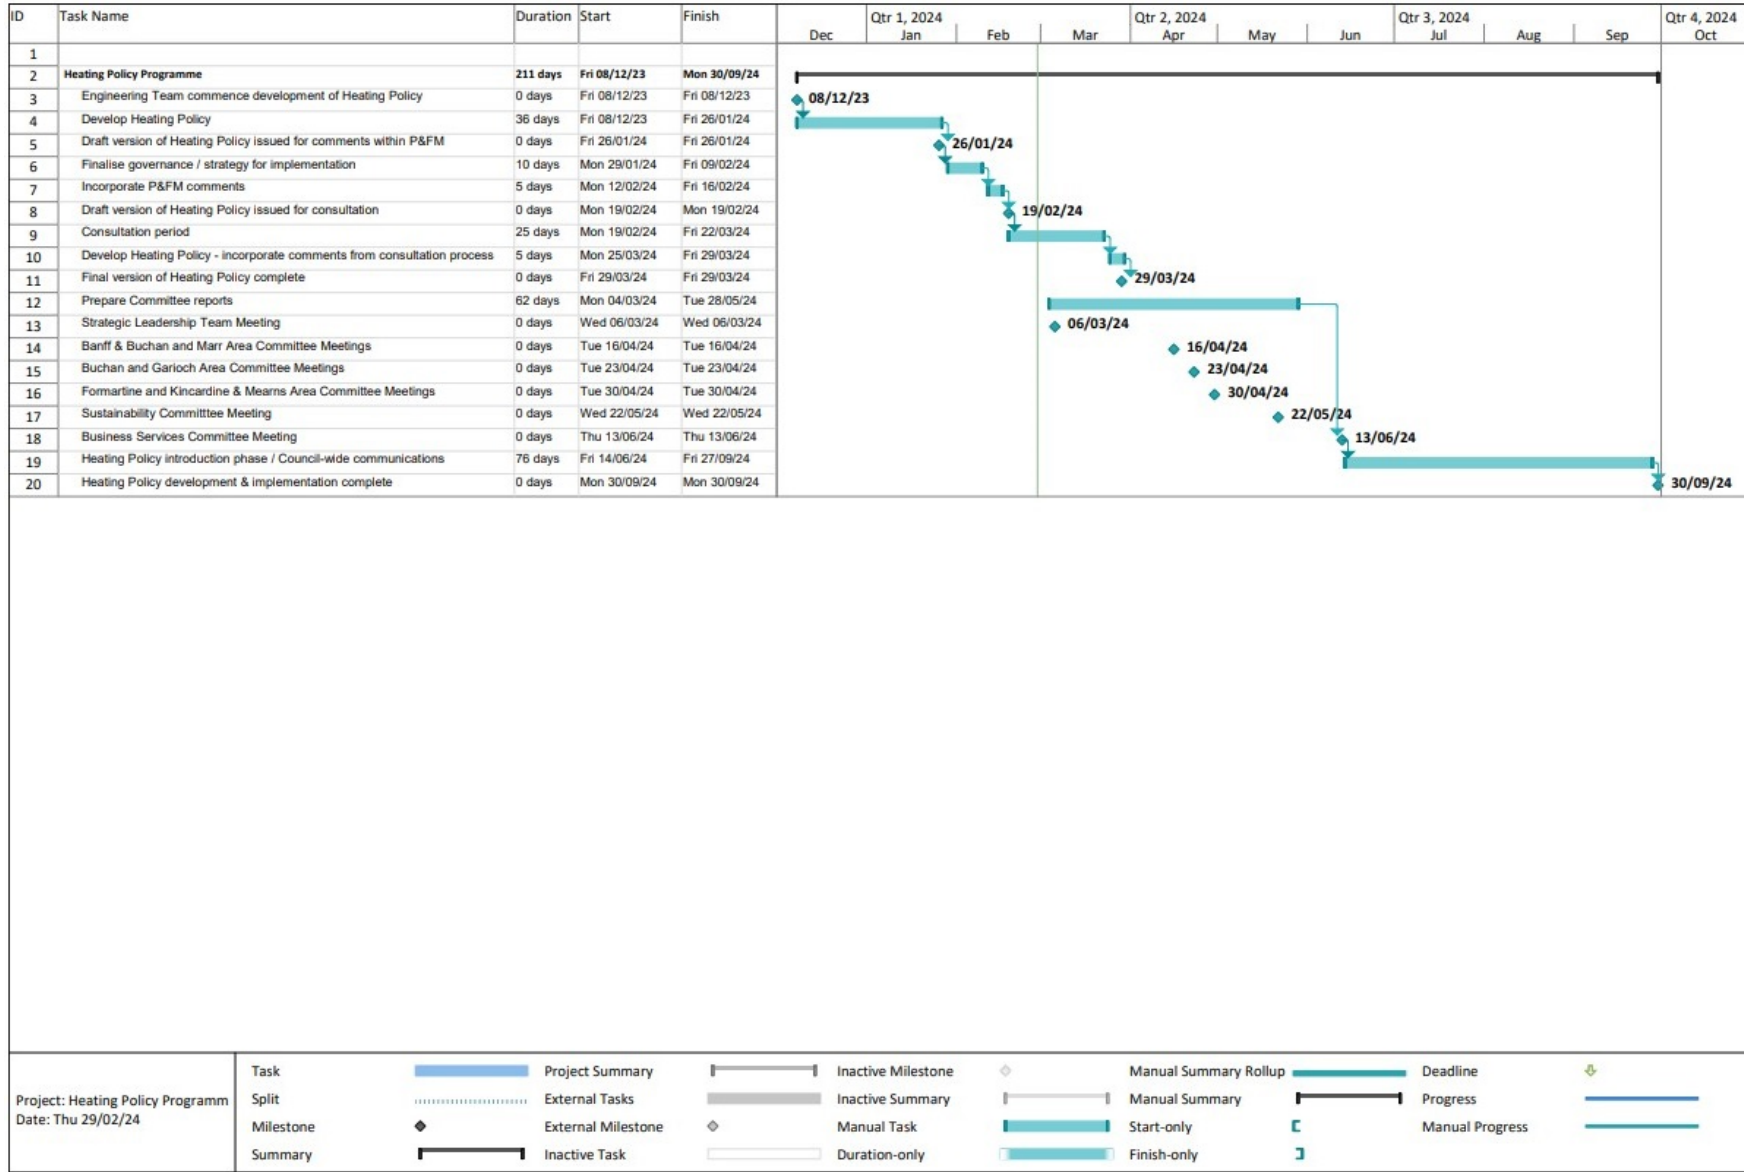 ID Task Name Duration Start Finish Qtr 1, 2024 Qtr 2, 2024 Qtr 3, 2024 Qtr 4, 2024
Dec Jan Feb Mar Apr May Jun Jul Aug Sep Oct
1
2 Heating Policy Programme 211 days Fri 08/12/23 Mon 30/09/24
3 Engineering Team commence development of Heating Policy 0 days Fri 08/12/23 Fri 08/12/23 08/12/23
4 Develop Heating Policy 36 days Fri 08/12/23 Fri 26/01/24
5 Draft version of Heating Policy issued for comments within P&FM 0 days Fri 26/01/24 Fri 26/01/24 26/01/24
6 Finalise governance / strategy for implementation 10 days Mon 29/01/24 Fri 09/02/24
7 Incorporate P&FM comments 5 days Mon 12/02/24 Fri 16/02/24
8 Draft version of Heating Policy issued for consultation 0 days Mon 19/02/24 Mon 19/02/24 19/02/24
9 Consultation period 25 days Mon 19/02/24 Fri 22/03/24
10 Develop Heating Policy - incorporate comments from consultation process 5 days Mon 25/03/24 Fri 29/03/24
11 Final version of Heating Policy complete 0 days Fri 29/03/24 Fri 29/03/24 29/03/24
12 Prepare Committee reports 62 days Mon 04/03/24 Tue 28/05/24
13 Strategic Leadership Team Meeting 0 days Wed 06/03/24 Wed 06/03/24 06/03/24
14 Banff & Buchan and Marr Area Committee Meetings 0 days Tue 16/04/24 Tue 16/04/24 16/04/24
15 Buchan and Garioch Area Committee Meetings 0 days Tue 23/04/24 Tue 23/04/24 23/04/24
16 Formartine and Kincardine & Mearns Area Committee Meetings 0 days Tue 30/04/24 Tue 30/04/24 30/04/24
17 Sustainability Committtee Meeting 0 days Wed 22/05/24 Wed 22/05/24 22/05/24
18 Business Services Committee Meeting 0 days Thu 13/06/24 Thu 13/06/24 13/06/24
19 Heating Policy introduction phase / Council-wide communications 76 days Fri 14/06/24 Fri 27/09/24
20 Heating Policy development & implementation complete 0 days Mon 30/09/24 Mon 30/09/24 30/09/24
Project: Heating Policy Programm
Date: Thu 29/02/24
Task Project Summary Inactive Milestone Manual Summary Rollup Deadline
Split External Tasks Inactive Summary Manual Summary Progress
Milestone External Milestone Manual Task Start-only Manual Progress
Summary Inactive Task Duration-only Finish-only